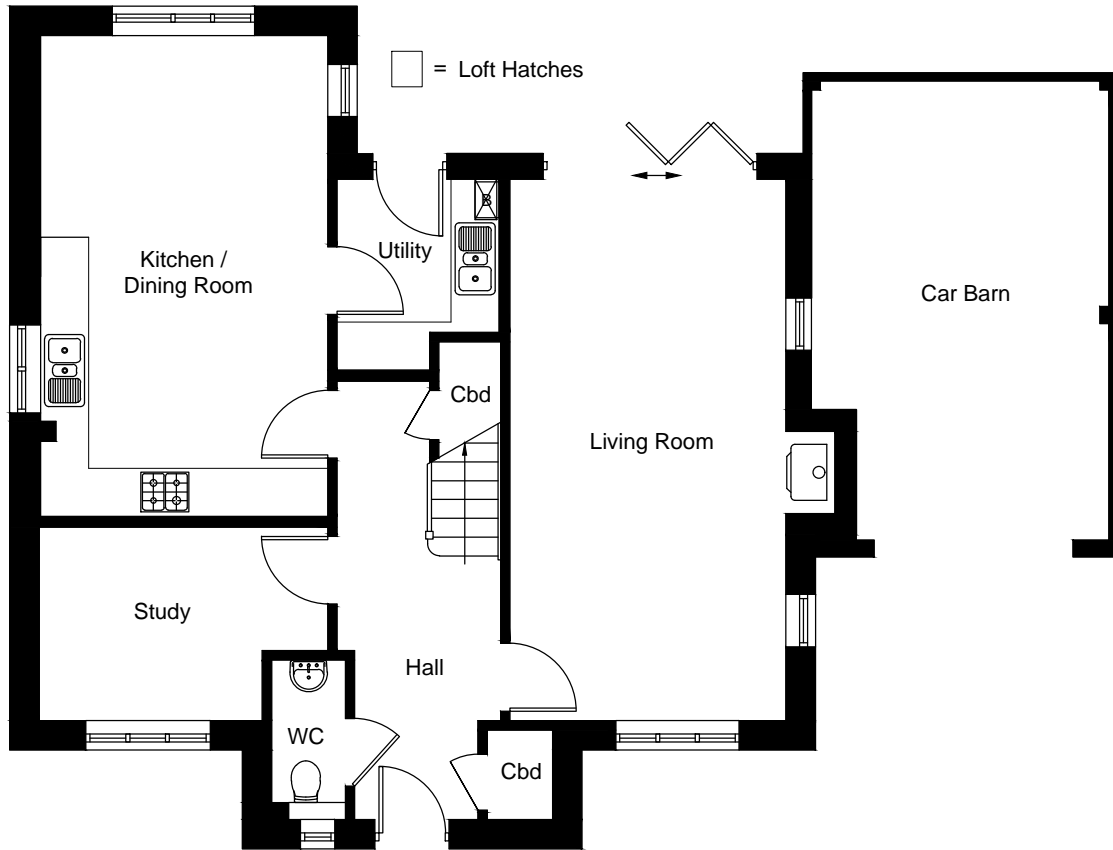 = Loft Hatches
Kitchen /
Dining Room
Utility
B
Car Barn
Cbd
Living Room
Study
Hall
WC
Cbd